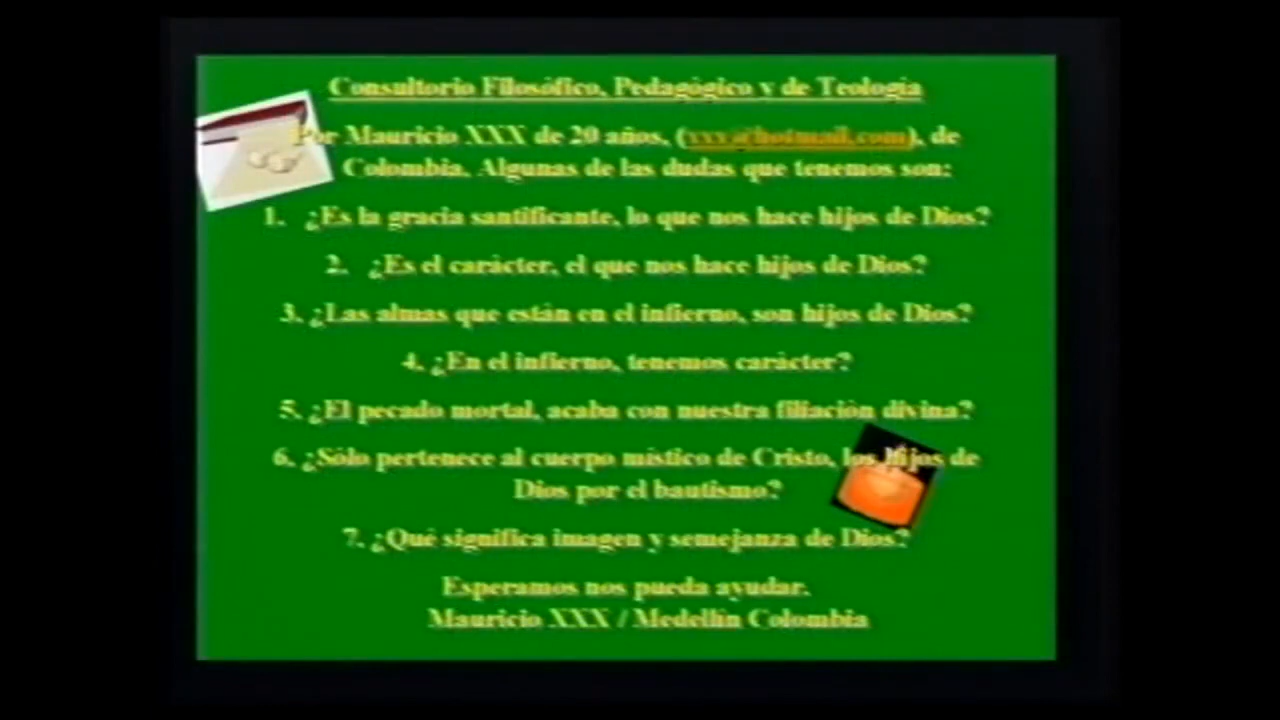 Consultorio Filosófico, Pedagógico y de Teología
Por Mauricio XXX de 20 años, (xxx@hotmail.com), de
Colombia. Algunas de las dudas que tenemos son:
1. ¿Es la gracia santificante, lo que nos hace hijos de Dios?
2. ¿Es el carácter, el que nos hace hijos de Dios?
3. ¿Las almas que están en el infierno, son hijos de Dios?
4. ¿En el infierno, tenemos carácter?
5. ¿El pecado mortal, acaba con nuestra filiación divina?
6. ¿Sólo pertenece al cuerpo místico de Cristo, los hijos de
Dios por el bautismo?
7. ¿Qué significa imagen y semejanza de Dios?
Esperamos nos pueda ayudar.
Mauricio XXX / Medellín Colombia